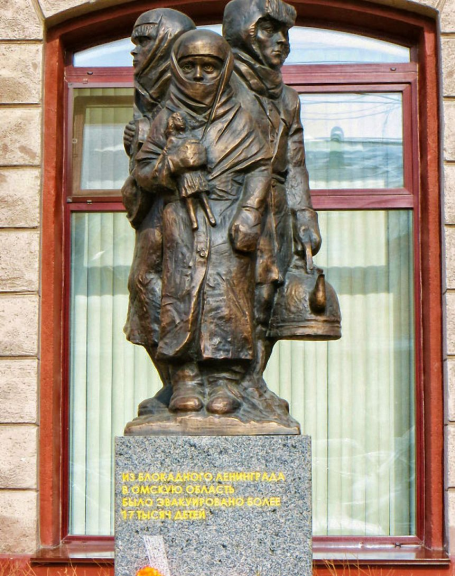 ИЗ БЛОКАДНОГО ЛЕНИНГРАДА
В ОМСКУЮ ОБЛАСТЬ
БЫЛО ЭВАКУИРОВАНО БОЛЕЕ
17 ТЫСЯЧ ДЕТЕЙ